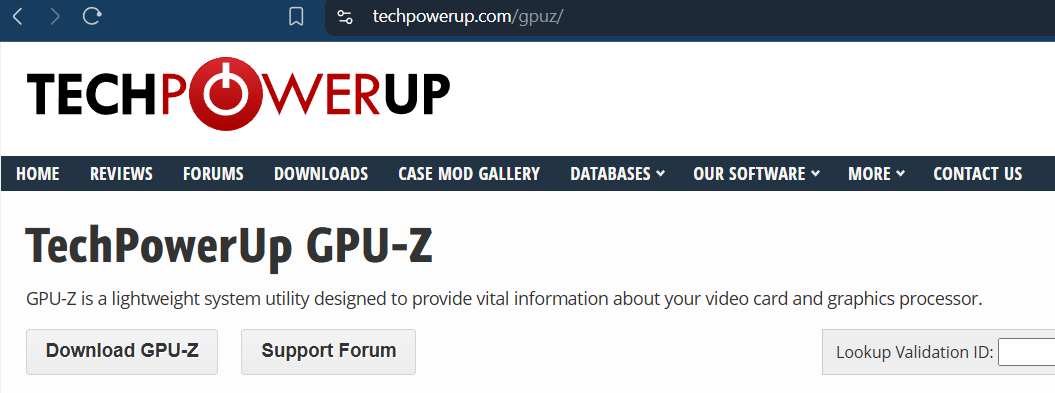 techpowerup.com/gpuz/
TECHPOWERUP
HOME REVIEWS FORUMS DOWNLOADS CASE MOD GALLERY DATABASES OUR SOFTWARE MORE CONTACT US
TechPowerUp GPU-Z
GPU-Z is a lightweight system utility designed to provide vital information about your video card and graphics processor.
Download GPU-Z Support Forum Lookup Validation ID: